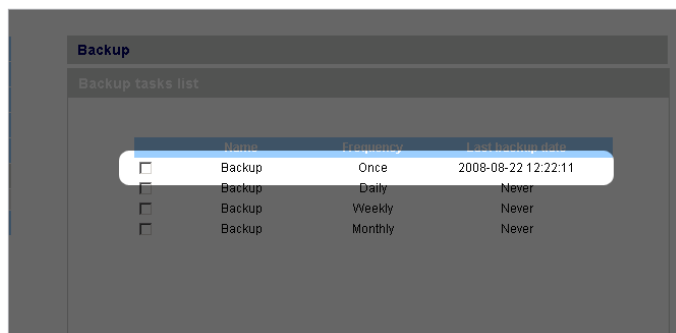 Backup
Backup tasks list
Name Frequency Last backup date
Backup Once 2008-08-22 12:22:11
Backup Daily Never
Backup Weekly Never
Backup Monthly Never